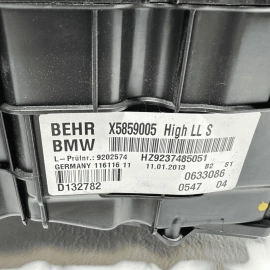 BEHR X5859005 High LL S
BMW
L-Prüfnr.: 9202574 HZ9237485051
GERMANY 116116 11 11.01.2013 82 ST
0633086
D132782 0547 04